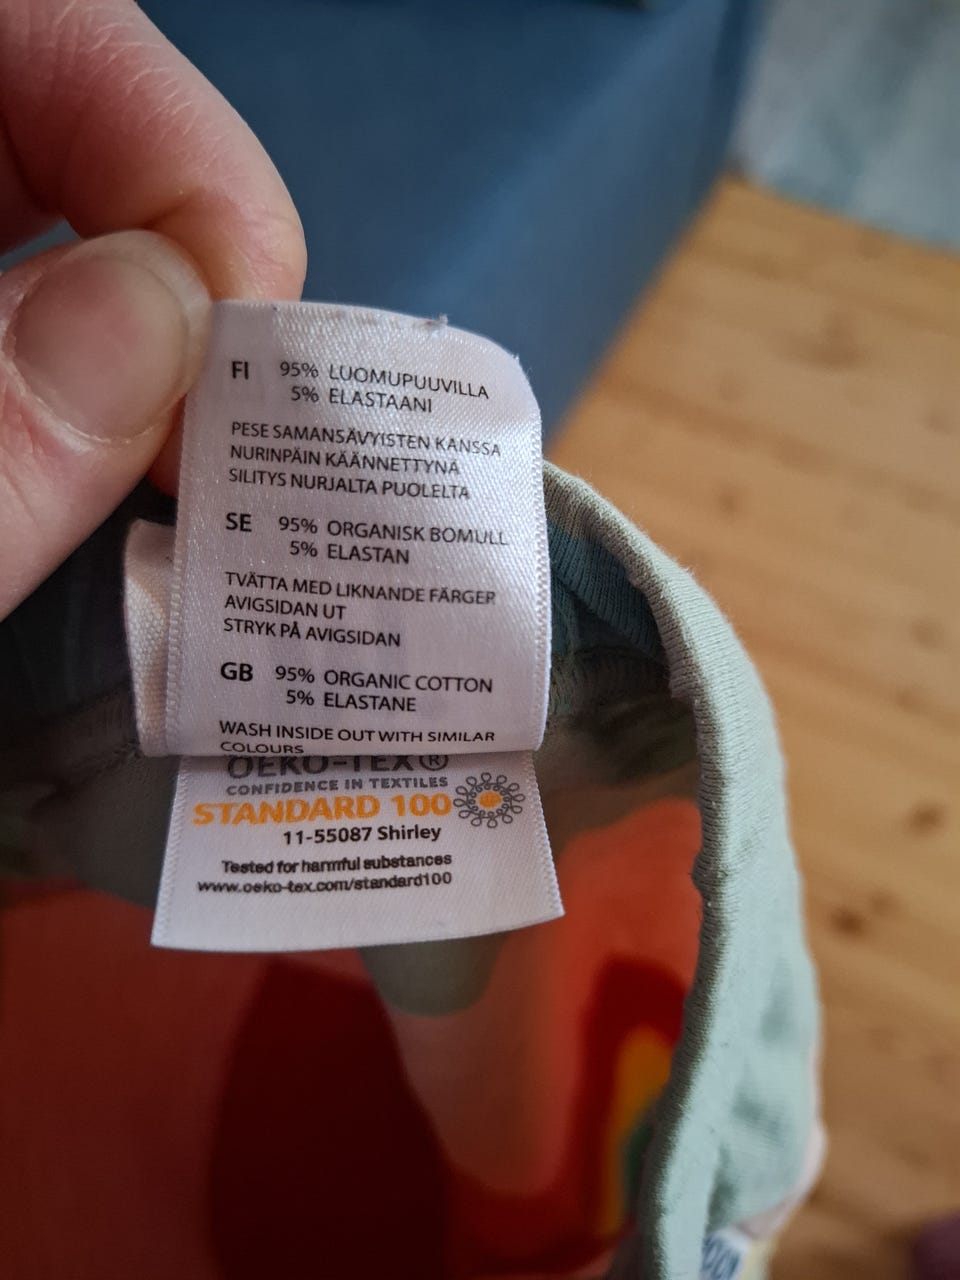 FI 95% LUOMUPUUVILLA
5% ELASTAANI
PESE SAMANSÄVYISTEN KANSSA
NURINPÄIN KÄÄNNETTYNÄ
SILITYS NURJALTA PUOLELTA
SE 95% ORGANISK BOMULL
5% ELASTAN
TVÄTTA MED LIKNANDE FÄRGER
AVIGSIDAN UT
STRYK PÅ AVIGSIDAN
GB 95% ORGANIC COTTON
5% ELASTANE
WASH INSIDE OUT WITH SIMILAR
COLOURS
OEKO-TEX®
CONFIDENCE IN TEXTILES
STANDARD 100
11-55087 Shirley
Tested for harmful substances
www.oeko-tex.com/standard100